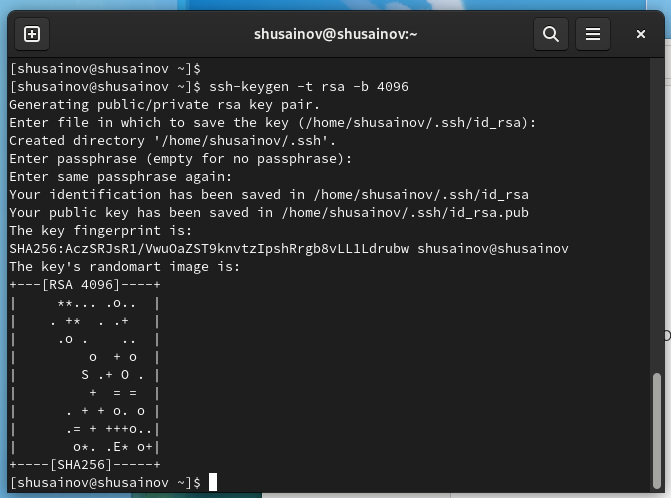 shusainov@shusainov:~
[shusainov@shusainov ~]$
[shusainov@shusainov ~]$ ssh-keygen -t rsa -b 4096
Generating public/private rsa key pair.
Enter file in which to save the key (/home/shusainov/.ssh/id_rsa):
Created directory '/home/shusainov/.ssh'.
Enter passphrase (empty for no passphrase):
Enter same passphrase again:
Your identification has been saved in /home/shusainov/.ssh/id_rsa
Your public key has been saved in /home/shusainov/.ssh/id_rsa.pub
The key fingerprint is:
SHA256:AczSRJsR1/VwuOaZST9knvtzIpshRrgb8vLL1Ldrubw shusainov@shusainov
The key's randomart image is:
+---[RSA 4096]----+
|     **... .o..  |
|    . +*  . .+   |
|     .o .    ..  |
|         o  + o  |
|        S .+ O . |
|         +  = =  |
|      . + + o. o |
|      .= + +++o..|
|       o*. .E* o+|
+----[SHA256]-----+
[shusainov@shusainov ~]$